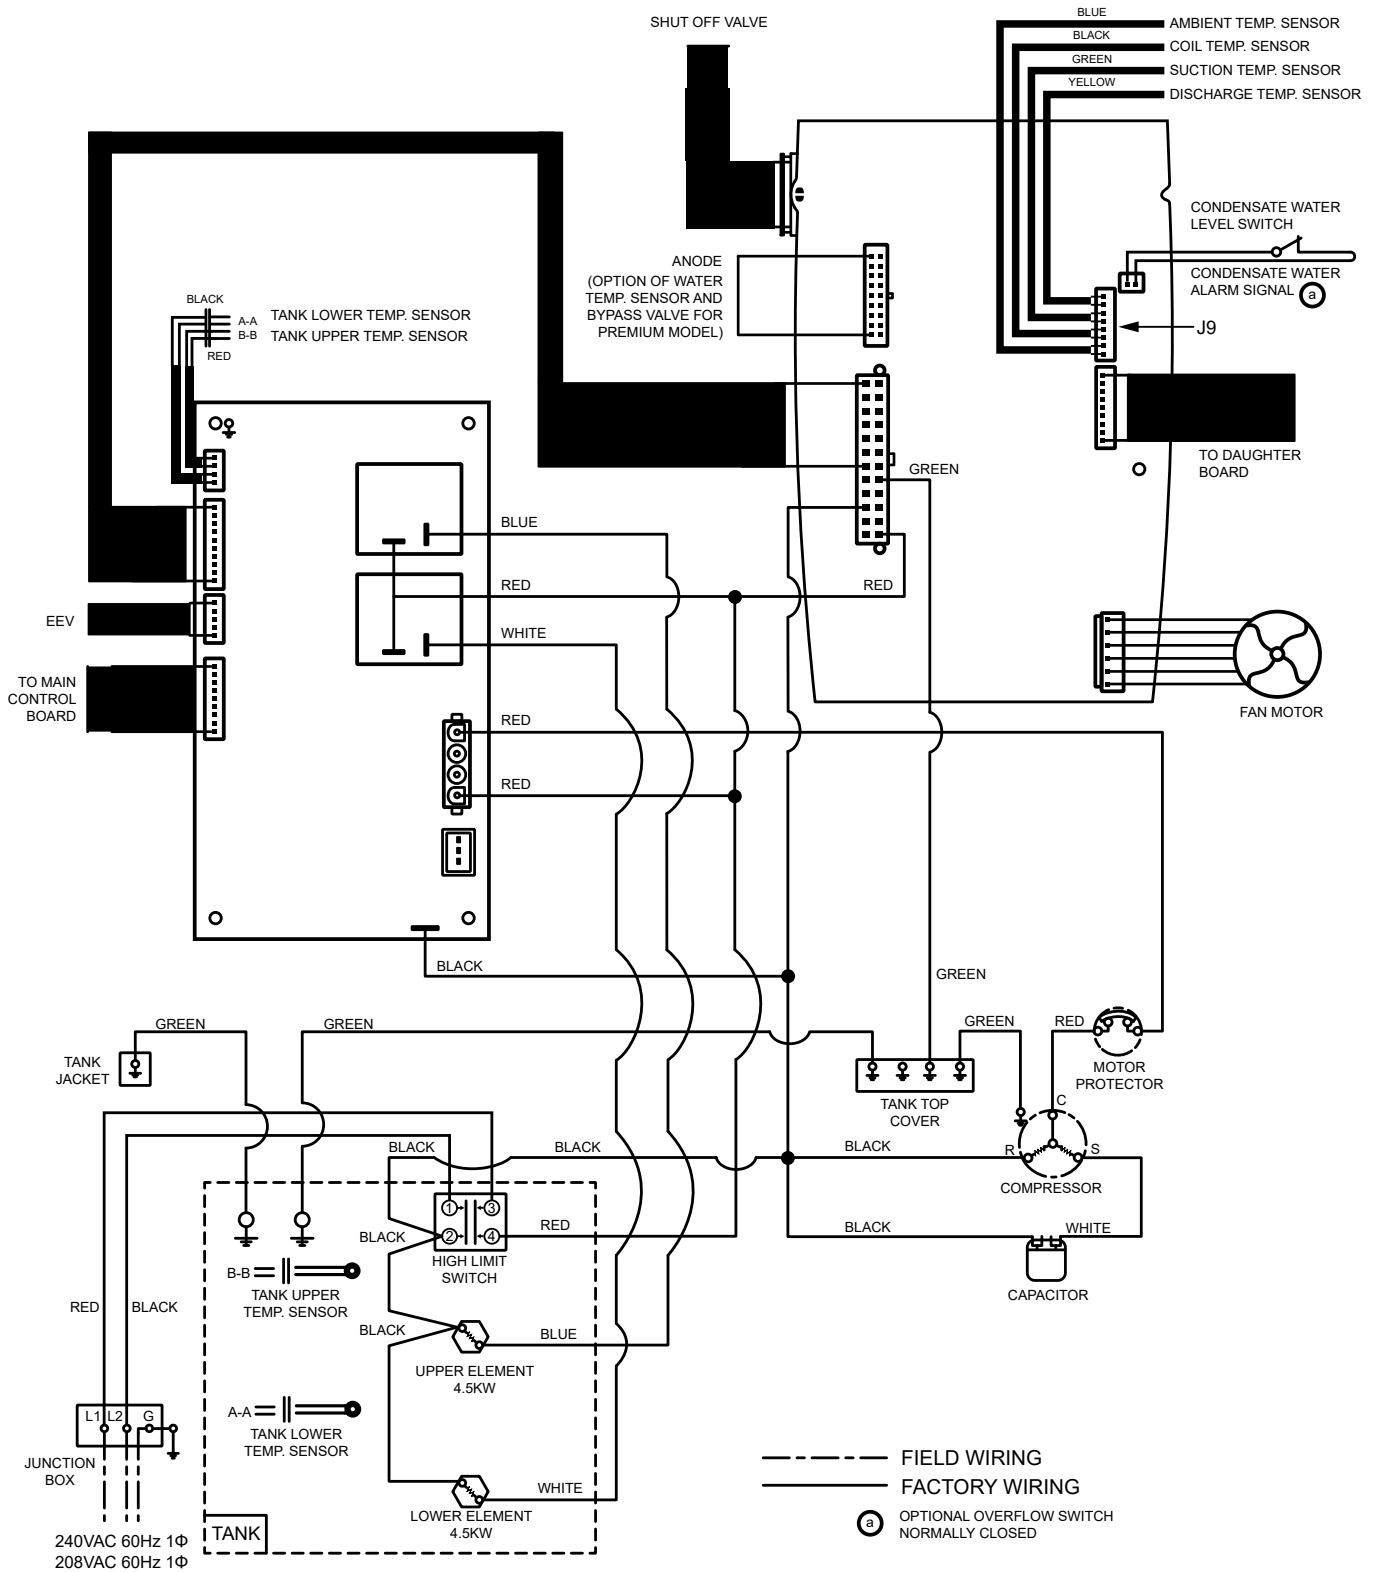 SHUT OFF VALVE
BLUE
AMBIENT TEMP. SENSOR
BLACK
COIL TEMP. SENSOR
GREEN
SUCTION TEMP. SENSOR
YELLOW
DISCHARGE TEMP. SENSOR
CONDENSATE WATER
LEVEL SWITCH
CONDENSATE WATER
ALARM SIGNAL a
J9
ANODE
(OPTION OF WATER
TEMP. SENSOR AND
BYPASS VALVE FOR
PREMIUM MODEL)
BLACK
A-A
TANK LOWER TEMP. SENSOR
B-B
TANK UPPER TEMP. SENSOR
RED
TO DAUGHTER
BOARD
GREEN
BLUE
RED
RED
WHITE
EEV
TO MAIN
CONTROL
BOARD
FAN MOTOR
RED
RED
BLACK
GREEN
GREEN
GREEN
GREEN
RED
TANK
JACKET
MOTOR
PROTECTOR
TANK TOP
COVER
C
R
S
COMPRESSOR
BLACK
BLACK
BLACK
1
3
2
4
BLACK
RED
BLACK
WHITE
HIGH LIMIT
SWITCH
CAPACITOR
B-B
TANK UPPER
TEMP. SENSOR
RED
BLACK
BLACK
BLUE
UPPER ELEMENT
4.5KW
A-A
TANK LOWER
TEMP. SENSOR
L1
L2
G
JUNCTION
BOX
WHITE
LOWER ELEMENT
4.5KW
TANK
240VAC 60Hz 1Φ
208VAC 60Hz 1Φ
FIELD WIRING
FACTORY WIRING
a OPTIONAL OVERFLOW SWITCH
NORMALLY CLOSED